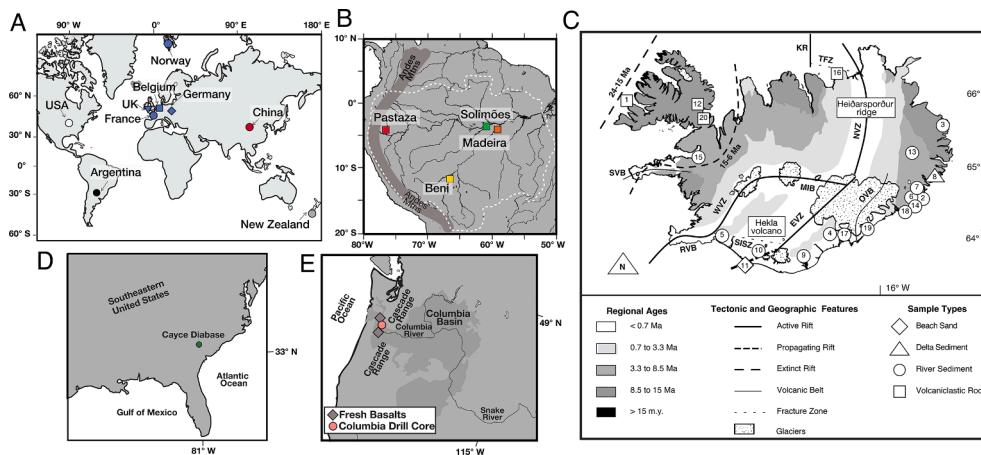 A
90° W
0°
90° E
180° E
Norway
Belgium
Germany
USA
UK
France
China
Argentina
New Zealand
60° N
30° N
0°
30° S
60° S
B
10° N
0°
10° S
20° S
80° W
70° W
60° W
50° W
Andes Mtns
Pastaza
Solimões
Madeira
Beni
Andes Mtns
C
KR
TFZ
16
24-15 Ma
1
12
20
Heiðarsporður
ridge
66°
3
NVZ
13
15-6 Ma
15
SVB
65°
8
MIB
7
6
2
14
18
ÖVB
WVZ
EVZ
Hekla
volcano
5
4
17
19
RVB
SISZ
10
9
11
64°
N
16° W
Regional Ages
< 0.7 Ma
0.7 to 3.3 Ma
3.3 to 8.5 Ma
8.5 to 15 Ma
> 15 m.y.
Tectonic and Geographic Features
Active Rift
Propagating Rift
Extinct Rift
Volcanic Belt
Fracture Zone
Glaciers
Sample Types
Beach Sand
Delta Sediment
River Sediment
Volcaniclastic Rock
D
Southeastern
United States
Cayce Diabase
33° N
Atlantic
Ocean
Gulf of Mexico
81° W
E
Pacific
Ocean
Cascade
Range
Columbia
Basin
Columbia
River
49° N
Cascade
Range
Snake
River
Fresh Basalts
Columbia Drill Core
115° W